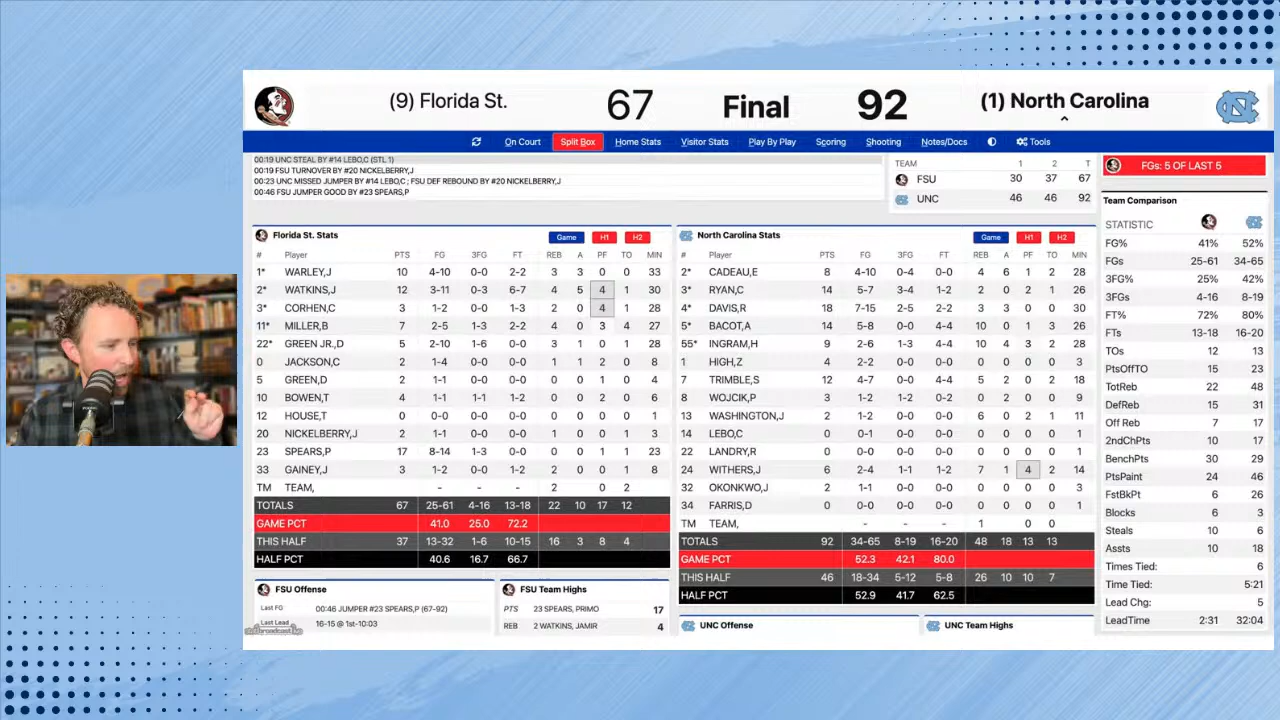 (9) Florida St. 67 Final 92 (1) North Carolina
On Court Split Box Home Stats Visitor Stats Play By Play Scoring Shooting Notes/Docs Tools
00:19 UNC STEAL BY #14 LEBO,C (STL 1)
00:19 FSU TURNOVER BY #20 NICKELBERRY,J
00:23 UNC MISSED JUMPER BY #14 LEBO,C ; FSU DEF REBOUND BY #20 NICKELBERRY,J
00:46 FSU JUMPER GOOD BY #23 SPEARS,P
TEAM 1 2 T
FSU 30 37 67
UNC 46 46 92
FGs: 5 OF LAST 5
Florida St. Stats Game H1 H2
# Player PTS FG 3FG FT REB A PF TO MIN
1* WARLEY,J 10 4-10 0-0 2-2 3 3 0 0 33
2* WATKINS,J 12 3-11 0-3 6-7 4 5 4 1 30
3* CORHEN,C 3 1-2 0-0 1-3 2 0 4 1 28
11* MILLER,B 7 2-5 1-3 2-2 4 0 3 4 27
22* GREEN JR.,D 5 2-10 1-6 0-0 3 1 0 1 28
0 JACKSON,C 2 1-4 0-0 0-0 1 1 2 0 8
5 GREEN,D 2 1-1 0-0 0-0 0 0 1 0 4
10 BOWEN,T 4 1-1 1-1 1-2 0 0 2 0 6
12 HOUSE,T 0 0-0 0-0 0-0 0 0 0 0 1
20 NICKELBERRY,J 2 1-1 0-0 0-0 1 0 0 1 3
23 SPEARS,P 17 8-14 1-3 0-0 0 0 1 1 23
33 GAINEY,J 3 1-2 0-0 1-2 2 0 0 1 8
TM TEAM, - - - 2 0 2
TOTALS 67 25-61 4-16 13-18 22 10 17 12
GAME PCT 41.0 25.0 72.2
THIS HALF 37 13-32 1-6 10-15 16 3 8 4
HALF PCT 40.6 16.7 66.7
FSU Offense
Last FG 00:46 JUMPER #23 SPEARS,P (67-92)
Last Lead 16-15 @ 1st-10:03
FSU Team Highs
PTS 23 SPEARS, PRIMO 17
REB 2 WATKINS, JAMIR 4
North Carolina Stats Game H1 H2
# Player PTS FG 3FG FT REB A PF TO MIN
2* CADEAU,E 8 4-10 0-4 0-0 4 6 1 2 28
3* RYAN,C 14 5-7 3-4 1-2 2 0 2 1 26
4* DAVIS,R 18 7-15 2-5 2-2 3 3 0 0 30
5* BACOT,A 14 5-8 0-0 4-4 10 0 1 3 26
55* INGRAM,H 9 2-6 1-3 4-4 10 4 3 2 28
1 HIGH,Z 4 2-2 0-0 0-0 0 0 0 0 3
7 TRIMBLE,S 12 4-7 0-0 4-4 5 2 0 2 18
8 WOJCIK,P 3 1-2 1-2 0-0 0 2 0 0 9
13 WASHINGTON,J 2 1-2 0-0 0-0 6 0 2 1 11
14 LEBO,C 0 0-1 0-0 0-0 0 0 0 0 1
22 LANDRY,R 0 0-0 0-0 0-0 0 0 0 0 1
24 WITHERS,J 6 2-4 1-1 1-2 7 1 4 2 14
32 OKONKWO,J 2 1-1 0-0 0-0 0 0 0 0 3
34 FARRIS,D 0 0-0 0-0 0-0 0 0 0 0 1
TM TEAM, - - - 1 0 0
TOTALS 92 34-65 8-19 16-20 48 18 13 13
GAME PCT 52.3 42.1 80.0
THIS HALF 46 18-34 5-12 5-8 26 10 10 7
HALF PCT 52.9 41.7 62.5
UNC Offense
UNC Team Highs
Team Comparison
STATISTIC
FG% 41% 52%
FGs 25-61 34-65
3FG% 25% 42%
3FGs 4-16 8-19
FT% 72% 80%
FTs 13-18 16-20
TOs 12 13
PtsOffTO 15 23
TotReb 22 48
DefReb 15 31
Off Reb 7 17
2ndChPts 10 17
BenchPts 30 29
PtsPaint 24 46
FstBkPt 6 26
Blocks 6 3
Steals 10 6
Assts 10 18
Times Tied: 6
Time Tied: 5:21
Lead Chg: 5
LeadTime 2:31 32:04